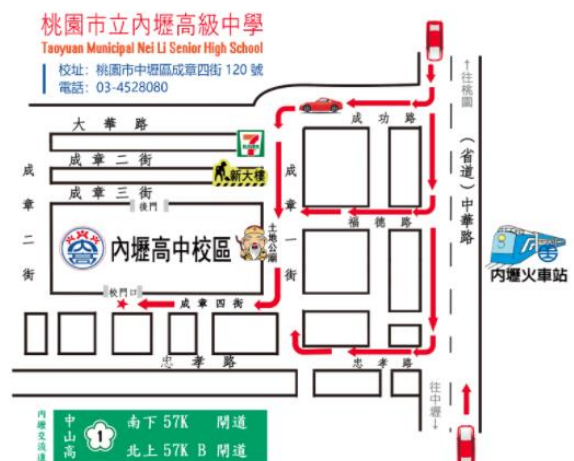 桃園市立內壢高級中學
Taoyuan Municipal Nei Li Senior High School
校址：桃園市中壢區成章四街 120 號
電話：03-4528080
↑往桃園
大華路
7
ELEVEN
成功路
成章二街
新大樓
成章二街
成章三街
後門
成章一街
福德路
(省道)中華路
內壢高中校區
土地公廟
內壢火車站
校門口
成章四街
忠孝路
忠孝路
往中壢↓
內壢交流道
中山高
1
南下 57K 閘道
北上 57K B 閘道